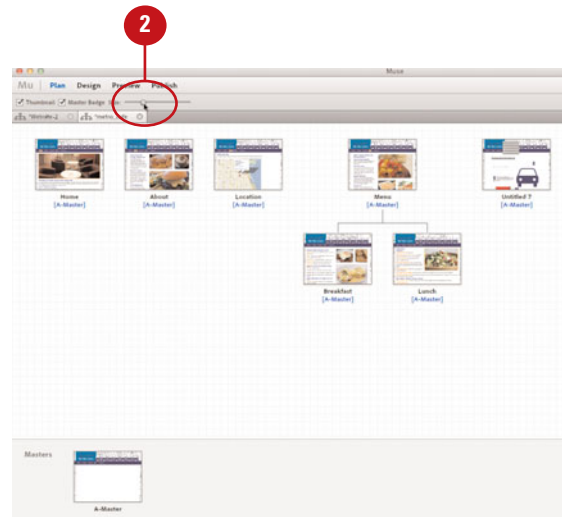 2
Muse
Mu Plan Design Preview Publish
Thumbnail Master Badge Size
Home About Location Menu Untitled 7
[A-Master] [A-Master] [A-Master] [A-Master] [A-Master]
Breakfast Lunch
[A-Master] [A-Master]
Masters
A-Master